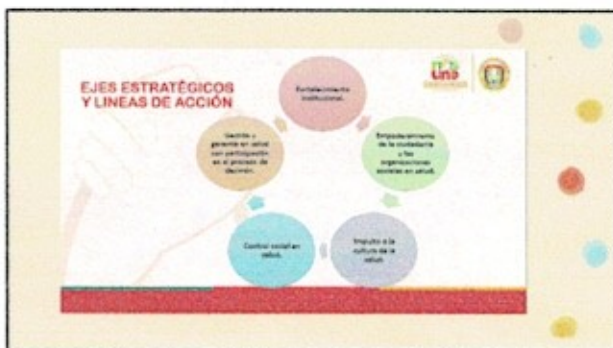 EJES ESTRATÉGICOS
Y LINEAS DE ACCIÓN
Fortalecimiento
institucional.
Empoderamiento
de la ciudadanía
y las
organizaciones
sociales en salud.
Impulso a la
cultura de la
salud.
Control social en
salud.
Gestión y
gerencia en salud
con participación
en el proceso de
decisión.